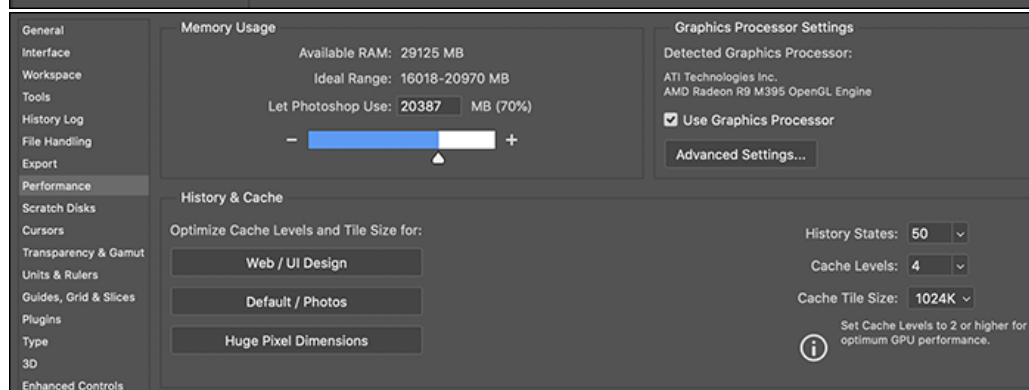 General
Interface
Workspace
Tools
History Log
File Handling
Export
Performance
Scratch Disks
Cursors
Transparency & Gamut
Units & Rulers
Guides, Grid & Slices
Plugins
Type
3D
Enhanced Controls
Memory Usage
Available RAM: 29125 MB
Ideal Range: 16018-20970 MB
Let Photoshop Use: 20387 MB (70%)
− +
Graphics Processor Settings
Detected Graphics Processor:
ATI Technologies Inc.
AMD Radeon R9 M395 OpenGL Engine
Use Graphics Processor
Advanced Settings...
History & Cache
Optimize Cache Levels and Tile Size for:
Web / UI Design
Default / Photos
Huge Pixel Dimensions
History States: 50
Cache Levels: 4
Cache Tile Size: 1024K
Set Cache Levels to 2 or higher for
optimum GPU performance.